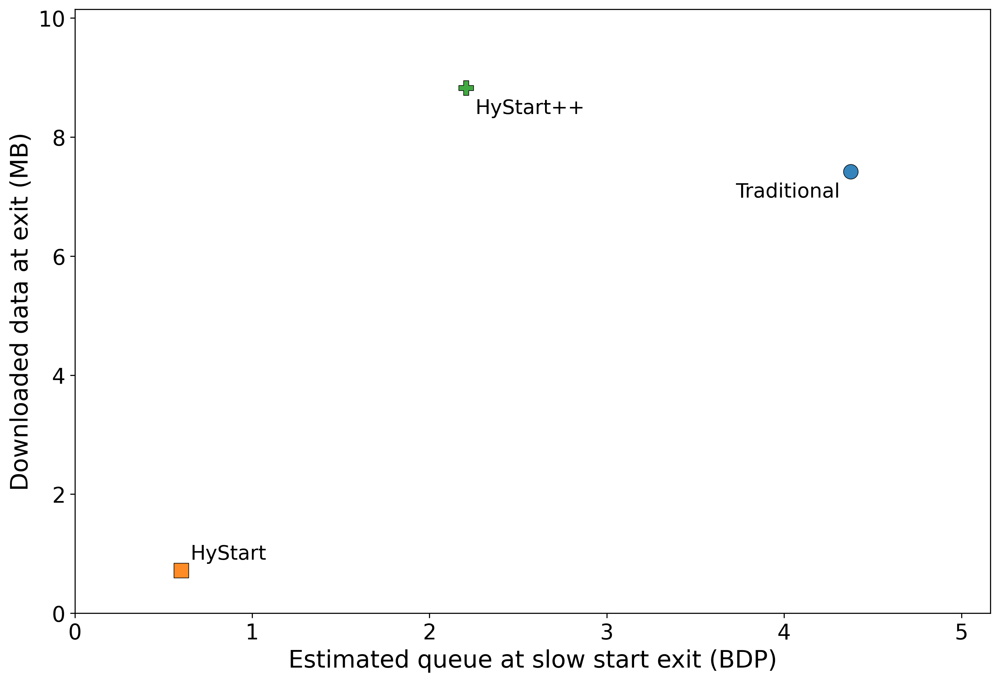 Downloaded data at exit (MB)
10
8
6
4
2
0
HyStart++
Traditional
HyStart
0 1 2 3 4 5
Estimated queue at slow start exit (BDP)